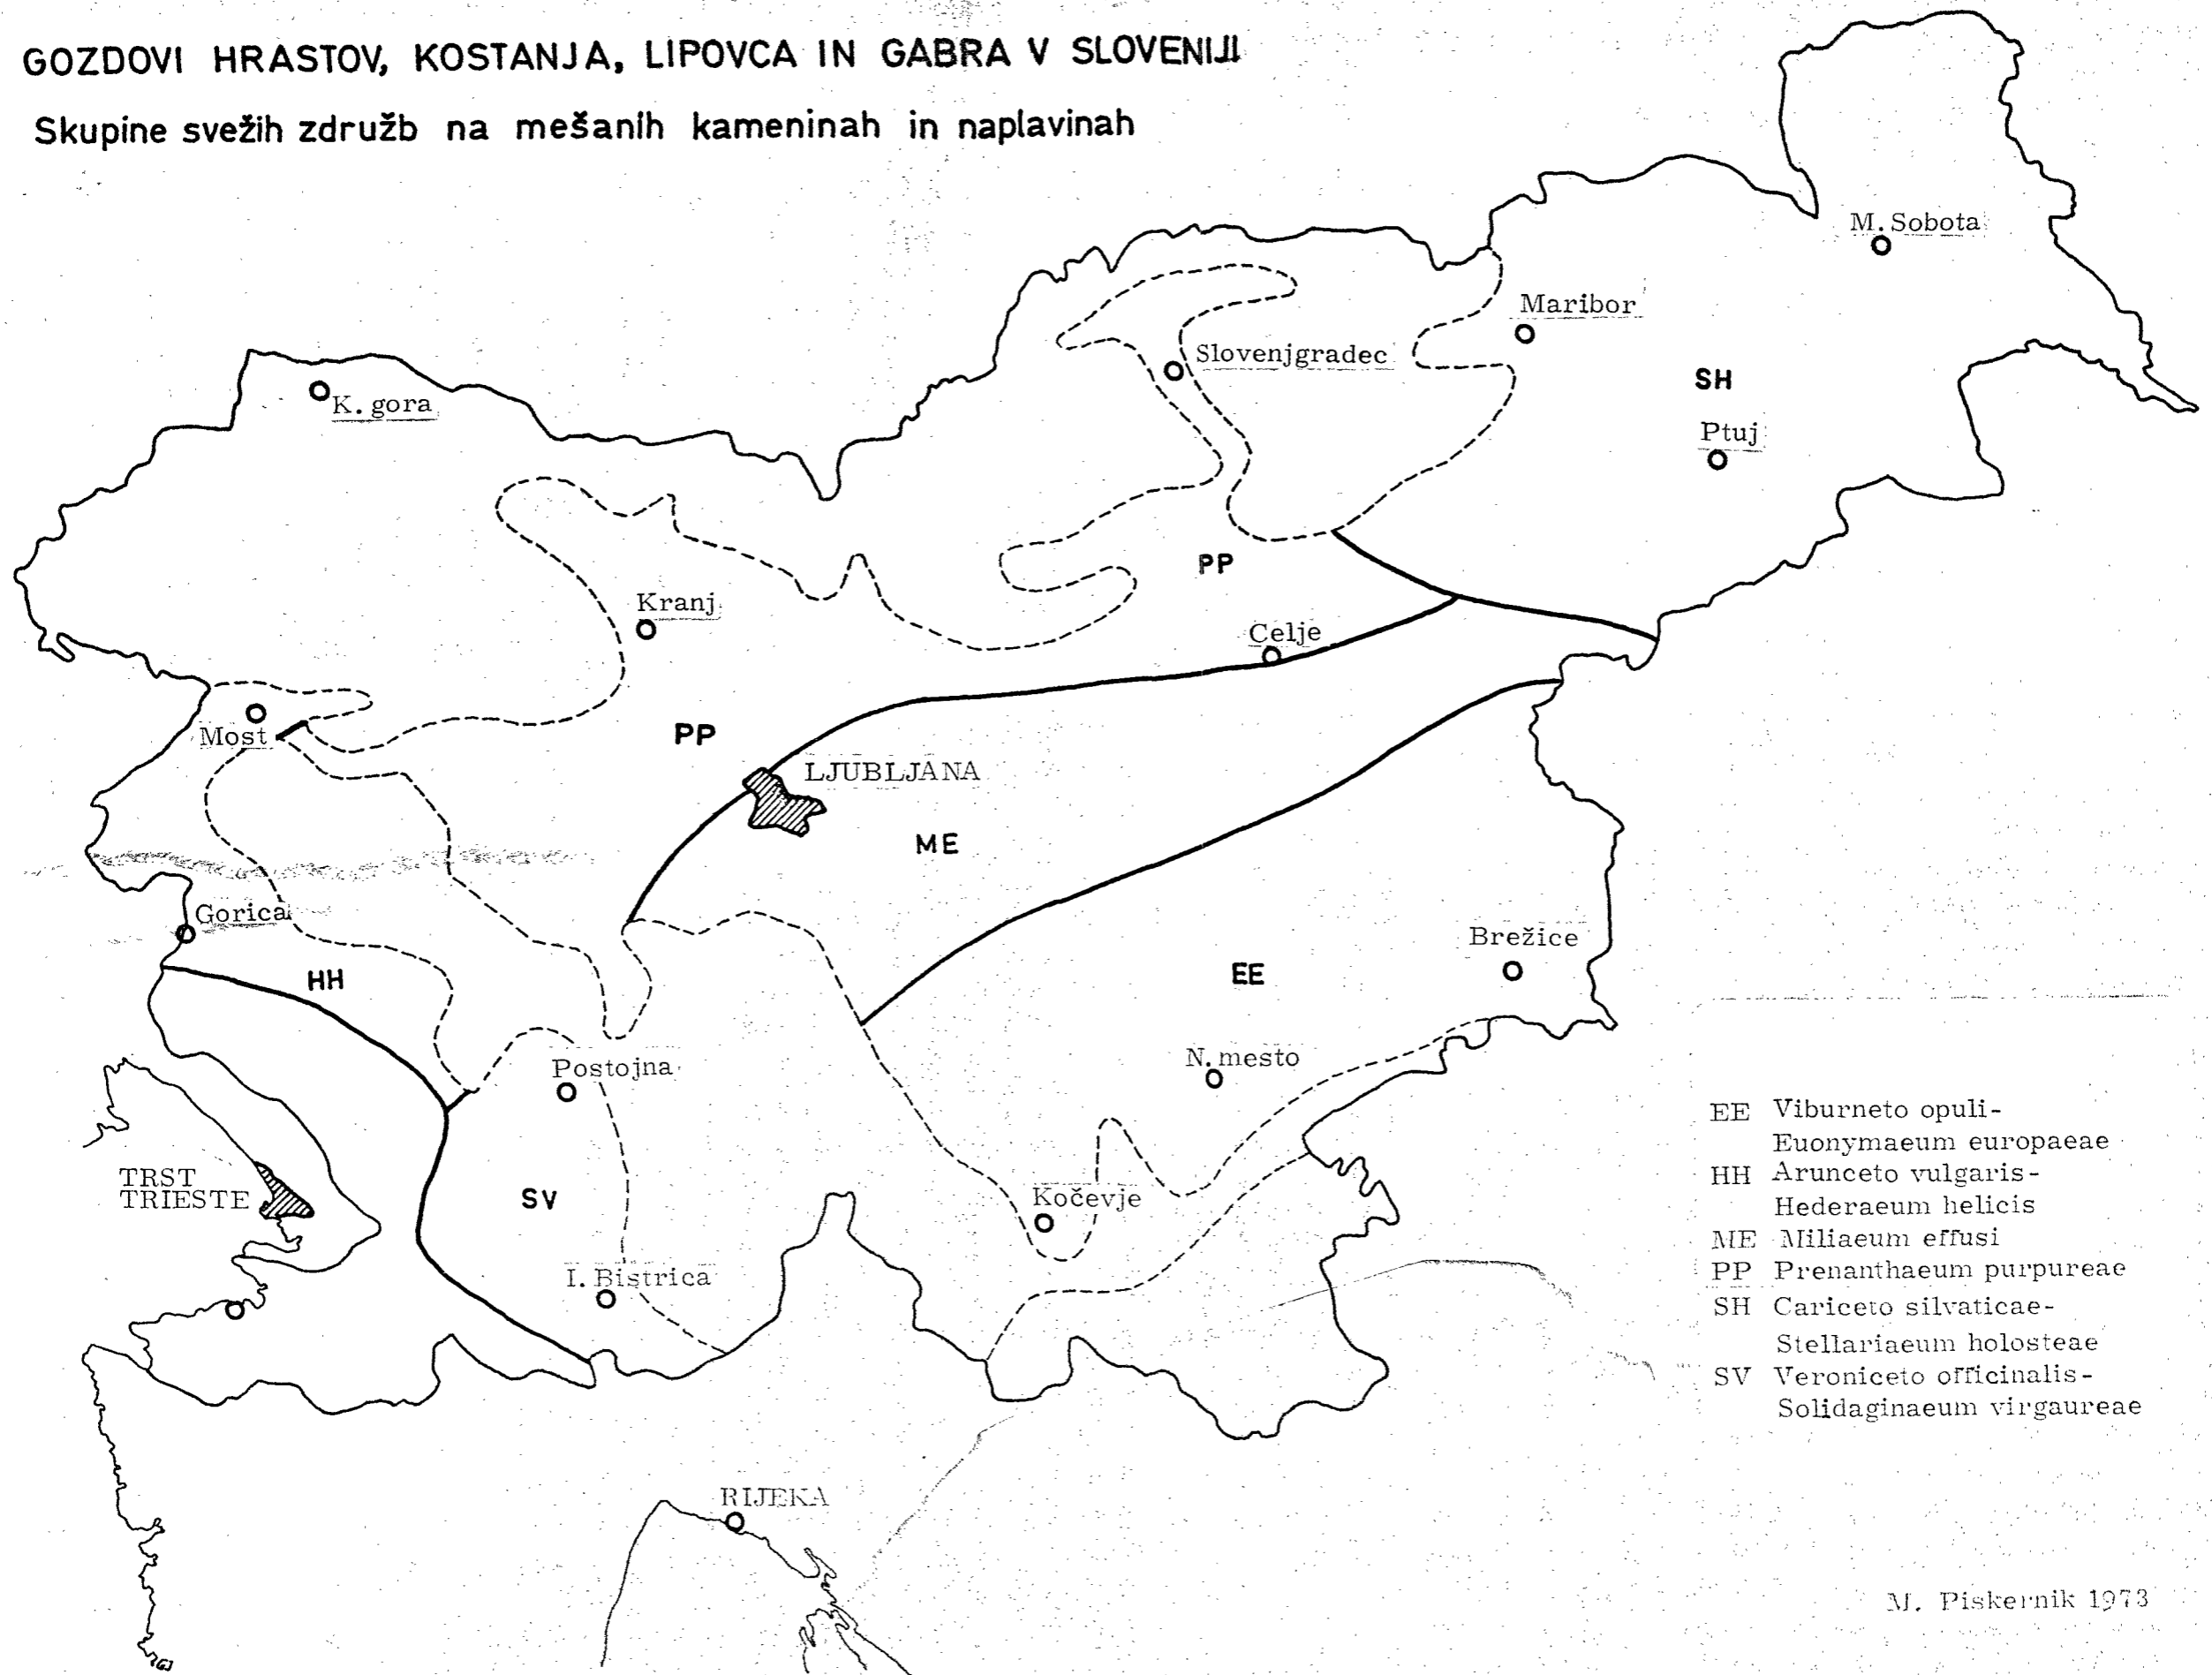 GOZDOVI HRASTOV, KOSTANJA, LIPOVCA IN GABRA V SLOVENIJI
Skupine svežih združb na mešanih kameninah in naplavinah
M. Sobota
Maribor
Slovenjgradec
SH
K. gora
Ptuj
PP
Kranj
Celje
Most
PP
LJUBLJANA
ME
Gorica
Brežice
HH
EE
Postojna
N. mesto
TRST
TRIESTE
SV
Kočevje
I. Bistrica
RIJEKA
EE Viburneto opuli-
Euonymaeum europaeae
HH Arunceto vulgaris-
Hederaeum helicis
ME Miliaeum effusi
PP Prenanthaeum purpureae
SH Cariceto silvaticae-
Stellariaeum holosteae
SV Veroniceto officinalis-
Solidaginaeum virgaureae
M. Piskernik 1973